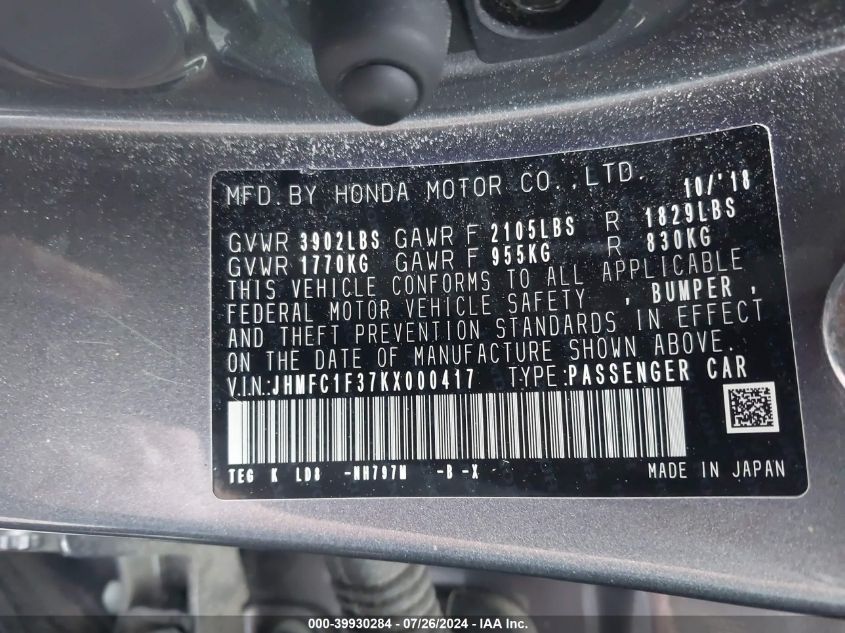 MFD. BY HONDA MOTOR CO., LTD. 10/'18
GVWR 3902LBS GAWR F 2105LBS R 1829LBS
GVWR 1770KG GAWR F 955KG R 830KG
THIS VEHICLE CONFORMS TO ALL APPLICABLE
FEDERAL MOTOR VEHICLE SAFETY , BUMPER ,
AND THEFT PREVENTION STANDARDS IN EFFECT
ON THE DATE OF MANUFACTURE SHOWN ABOVE.
V.I.N: JHMFC1F37KX000417 TYPE: PASSENGER CAR
TEG K LD8 -NH797M -B -X MADE IN JAPAN
000-39930284 - 07/26/2024 - IAA Inc.